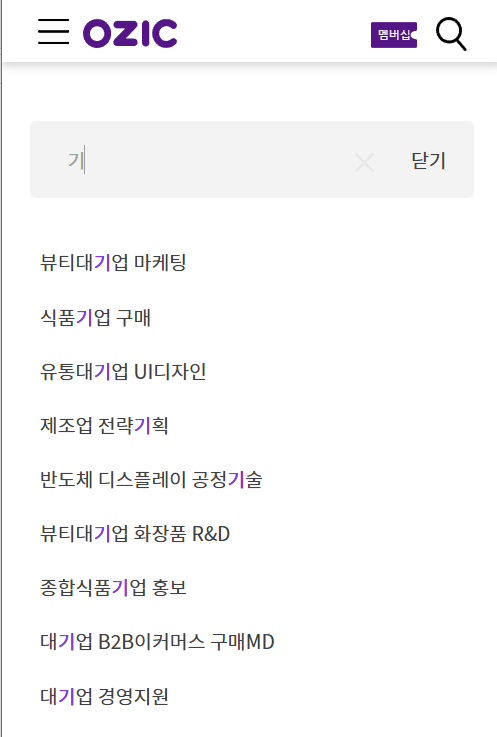 OZIC 멤버십
기 닫기
뷰티대기업 마케팅
식품기업 구매
유통대기업 UI디자인
제조업 전략기획
반도체 디스플레이 공정기술
뷰티대기업 화장품 R&D
종합식품기업 홍보
대기업 B2B이커머스 구매MD
대기업 경영지원